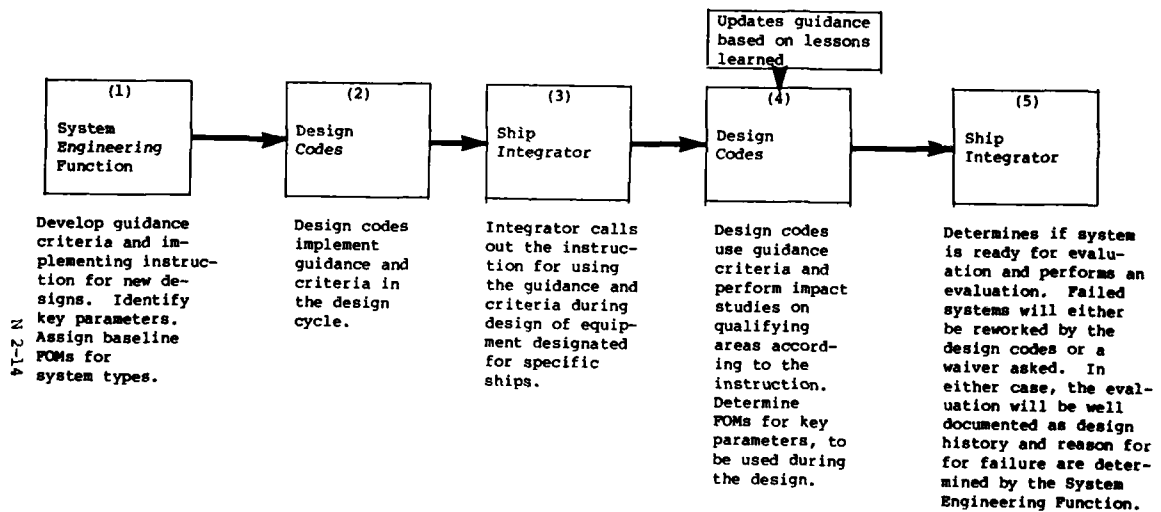 Updates guidance
based on lessons
learned
(1)
System
Engineering
Function
(2)
Design
Codes
(3)
Ship
Integrator
(4)
Design
Codes
(5)
Ship
Integrator
Develop guidance
criteria and im-
plementing instruc-
tion for new de-
signs. Identify
key parameters.
Assign baseline
FOMs for
system types.
Design codes
implement
guidance and
criteria in
the design
cycle.
Integrator calls
out the instruc-
tion for using
the guidance and
criteria during
design of equip-
ment designated
for specific
ships.
Design codes
use guidance
criteria and
perform impact
studies on
qualifying
areas accord-
ing to the
instruction.
Determine
FOMs for key
parameters, to
be used during
the design.
Determines if system
is ready for evalu-
ation and performs an
evaluation. Failed
systems will either
be reworked by the
design codes or a
waiver asked. In
either case, the eval-
uation will be well
documented as design
history and reason for
for failure are deter-
mined by the System
Engineering Function.
N 2-14